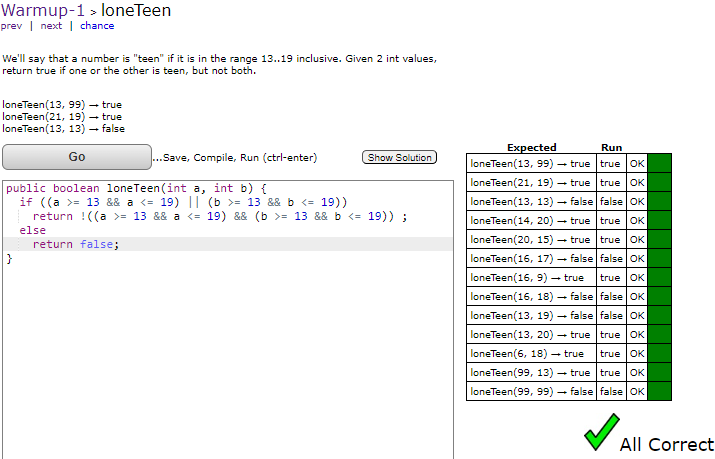 Warmup-1 > loneTeen
prev | next | chance
We'll say that a number is "teen" if it is in the range 13..19 inclusive. Given 2 int values,
return true if one or the other is teen, but not both.
loneTeen(13, 99) → true
loneTeen(21, 19) → true
loneTeen(13, 13) → false
Go
...Save, Compile, Run (ctrl-enter)
Show Solution
public boolean loneTeen(int a, int b) {
  if ((a >= 13 && a <= 19) || (b >= 13 && b <= 19))
    return !((a >= 13 && a <= 19) && (b >= 13 && b <= 19)) ;
  else
    return false;
}
Expected Run
loneTeen(13, 99) → true true OK
loneTeen(21, 19) → true true OK
loneTeen(13, 13) → false false OK
loneTeen(14, 20) → true true OK
loneTeen(20, 15) → true true OK
loneTeen(16, 17) → false false OK
loneTeen(16, 9) → true true OK
loneTeen(16, 18) → false false OK
loneTeen(13, 19) → false false OK
loneTeen(13, 20) → true true OK
loneTeen(6, 18) → true true OK
loneTeen(99, 13) → true true OK
loneTeen(99, 99) → false false OK
All Correct